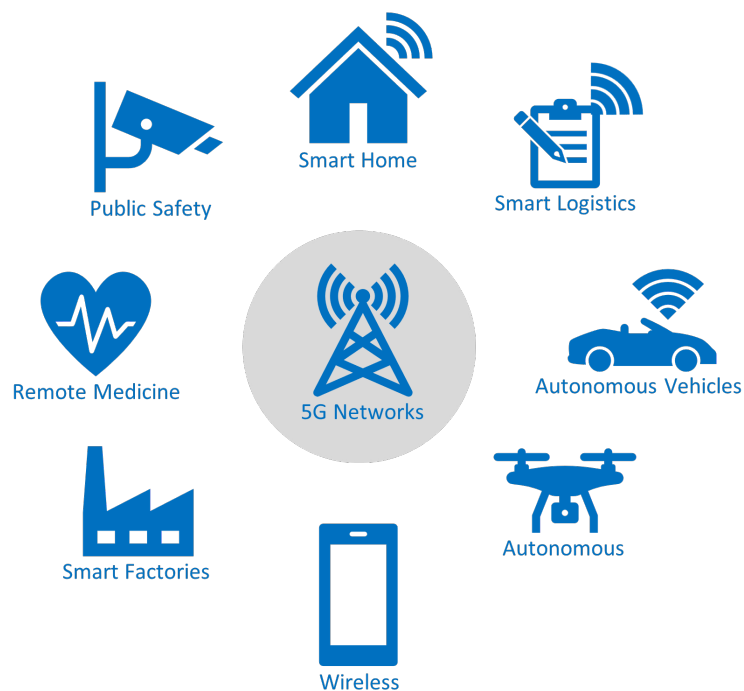 Smart Home
Smart Logistics
Public Safety
Remote Medicine
Autonomous Vehicles
5G Networks
Autonomous
Smart Factories
Wireless